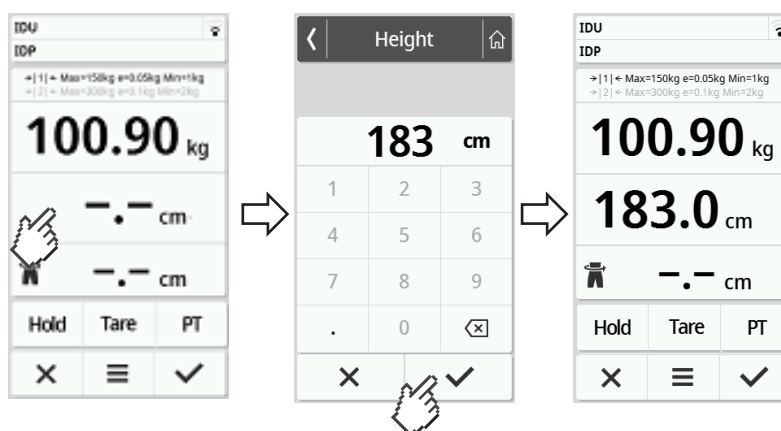 IDU
IDP
→|1|← Max=150kg e=0.05kg Min=1kg
→|2|← Max=300kg e=0.1kg Min=2kg
100.90 kg
-.- cm
-.- cm
Hold Tare PT
Height
183 cm
1 2 3
4 5 6
7 8 9
. 0
IDU
IDP
→|1|← Max=150kg e=0.05kg Min=1kg
→|2|← Max=300kg e=0.1kg Min=2kg
100.90 kg
183.0 cm
-.- cm
Hold Tare PT